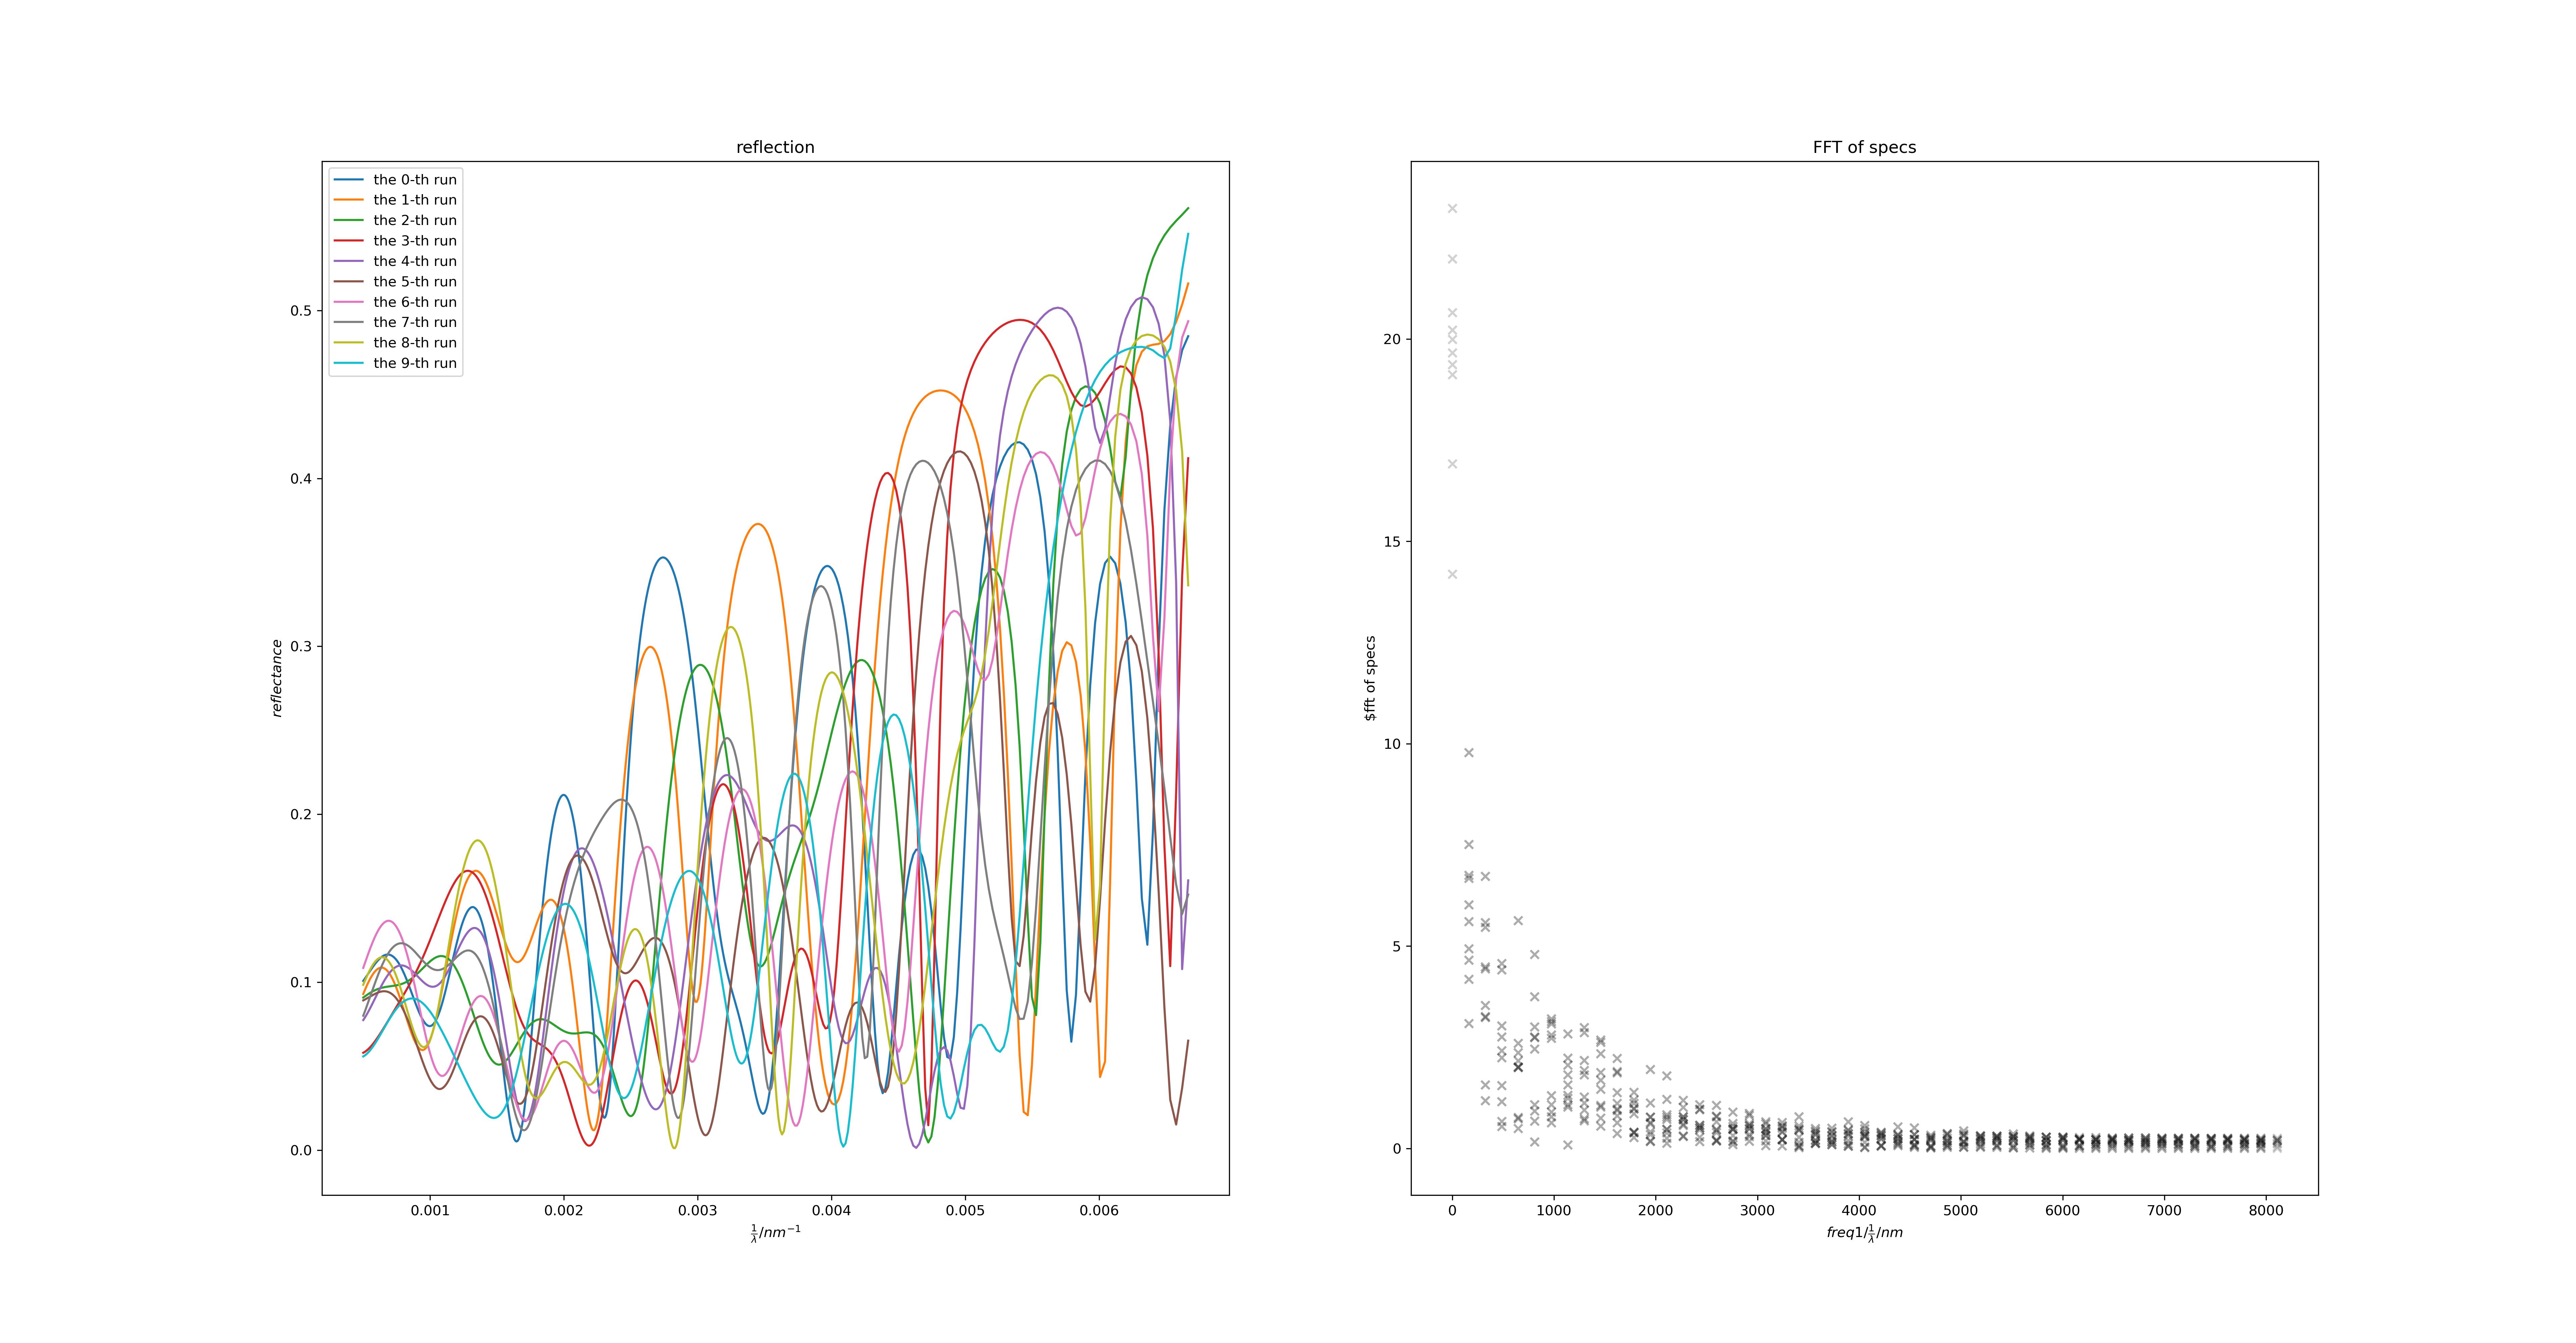 reflection
the 0-th run
the 1-th run
the 2-th run
the 3-th run
the 4-th run
the 5-th run
the 6-th run
the 7-th run
the 8-th run
the 9-th run
0.5
0.4
0.3
0.2
0.1
0.0
reflectance
0.001 0.002 0.003 0.004 0.005 0.006
1/λ /nm⁻¹
FFT of specs
20
15
10
5
0
$fft of specs
0 1000 2000 3000 4000 5000 6000 7000 8000
freq1/ 1/λ /nm